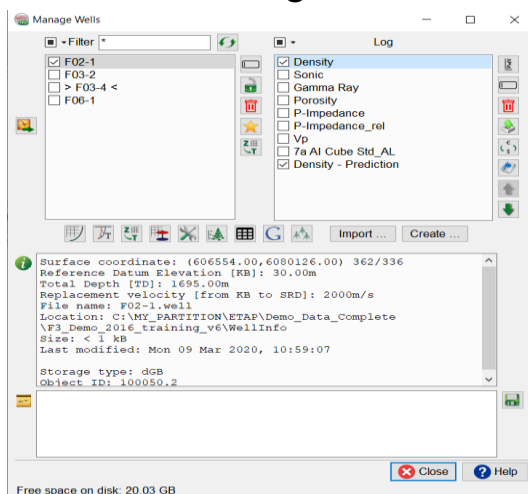 Manage Wells
Filter *
Log
F02-1
F03-2
> F03-4 <
F06-1
Density
Sonic
Gamma Ray
Porosity
P-Impedance
P-Impedance_rel
Vp
7a AI Cube Std_AL
Density - Prediction
Import ...
Create ...
Surface coordinate: (606554.00,6080126.00) 362/336
Reference Datum Elevation [KB]: 30.00m
Total Depth [TD]: 1695.00m
Replacement velocity [from KB to SRD]: 2000m/s
File name: F02-1.well
Location: C:\MY_PARTITION\ETAP\Demo_Data_Complete
\F3_Demo_2016_training_v6\WellInfo
Size: < 1 kB
Last modified: Mon 09 Mar 2020, 10:59:07
Storage type: dGB
Object ID: 100050.2
Close
Help
Free space on disk: 20.03 GB